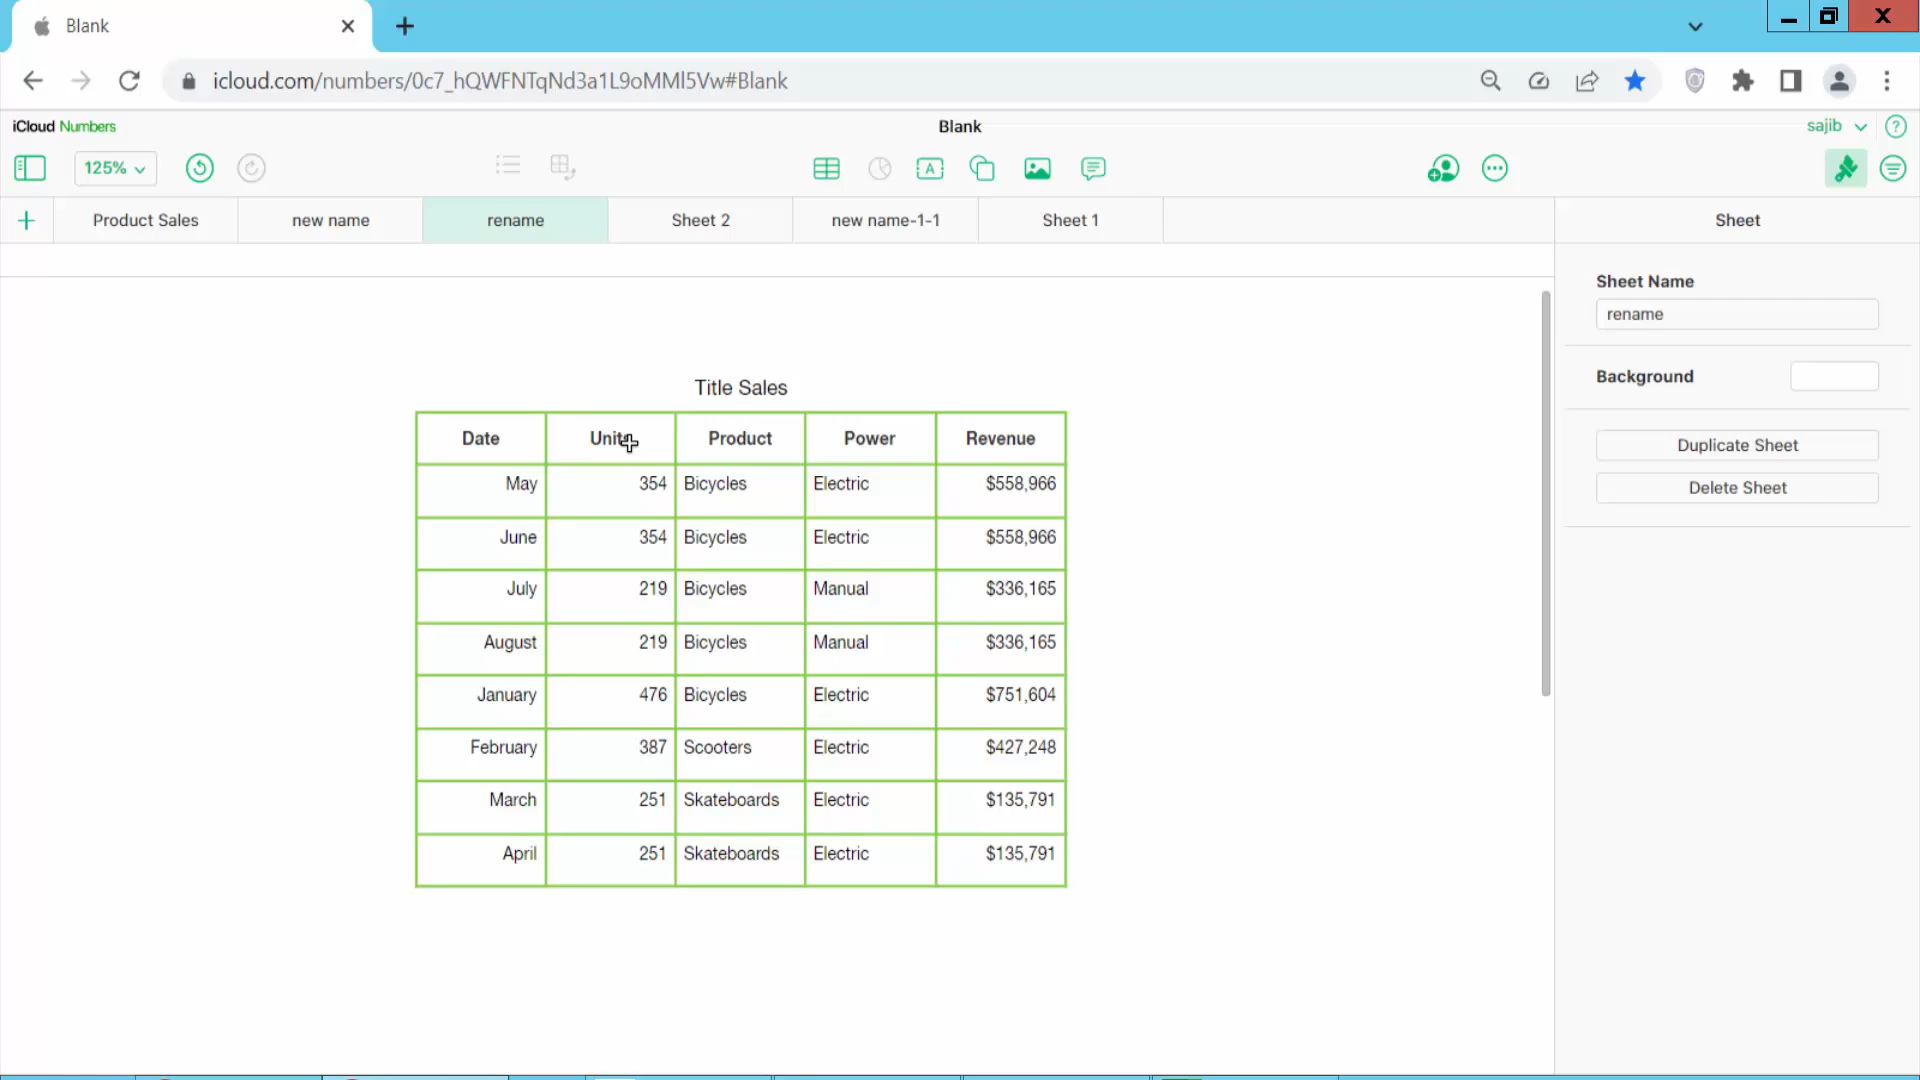 Blank
icloud.com/numbers/0c7_hQWFNTqNd3a1L9oMMl5Vw#Blank
iCloud Numbers
Blank
sajib
125%
Product Sales
new name
rename
Sheet 2
new name-1-1
Sheet 1
Sheet
Sheet Name
rename
Background
Duplicate Sheet
Delete Sheet
Title Sales
Date Units Product Power Revenue
May 354 Bicycles Electric $558,966
June 354 Bicycles Electric $558,966
July 219 Bicycles Manual $336,165
August 219 Bicycles Manual $336,165
January 476 Bicycles Electric $751,604
February 387 Scooters Electric $427,248
March 251 Skateboards Electric $135,791
April 251 Skateboards Electric $135,791